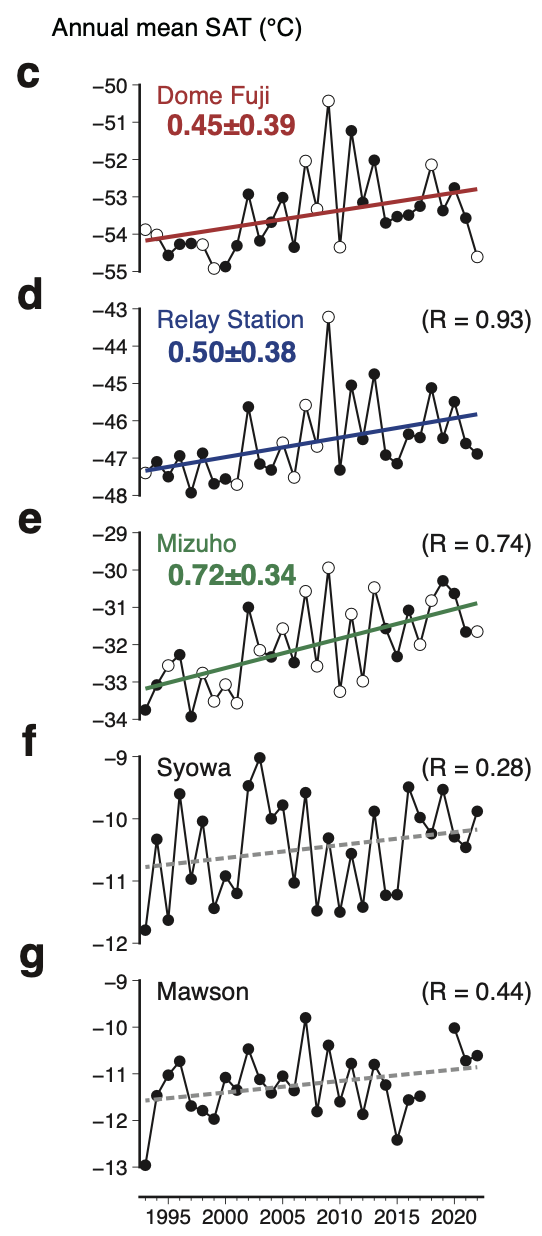 Annual mean SAT (°C)
c
−50
Dome Fuji
−51
0.45±0.39
−52
−53
−54
−55
d
−43
Relay Station (R = 0.93)
−44
0.50±0.38
−45
−46
−47
−48
e
−29
Mizuho (R = 0.74)
−30
0.72±0.34
−31
−32
−33
−34
f
−9
Syowa (R = 0.28)
−10
−11
−12
g
−9
Mawson (R = 0.44)
−10
−11
−12
−13
1995 2000 2005 2010 2015 2020